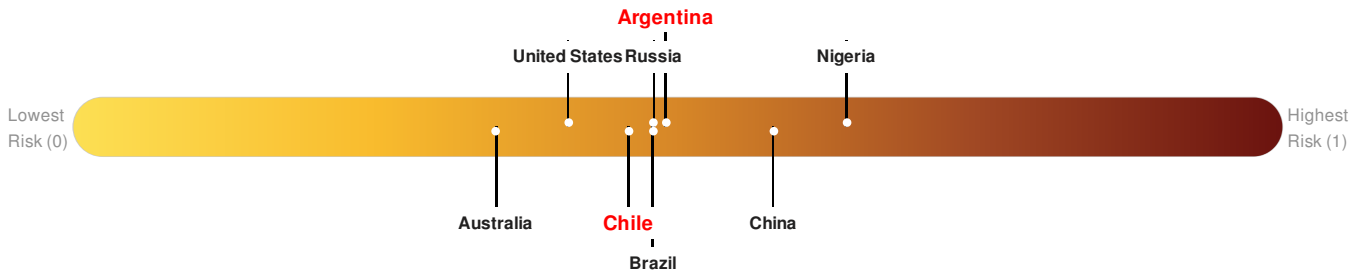 Argentina
United States
Russia
Nigeria
Lowest
Risk (0)
Highest
Risk (1)
Australia
Chile
China
Brazil